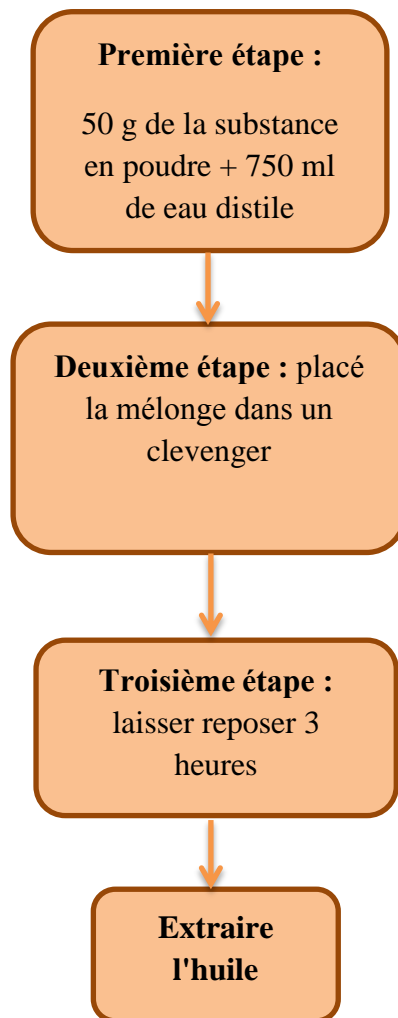 Première étape :
50 g de la substance
en poudre + 750 ml
de eau distile
Deuxième étape : placé
la mélonge dans un
clevenger
Troisième étape :
laisser reposer 3
heures
Extraire
l'huile